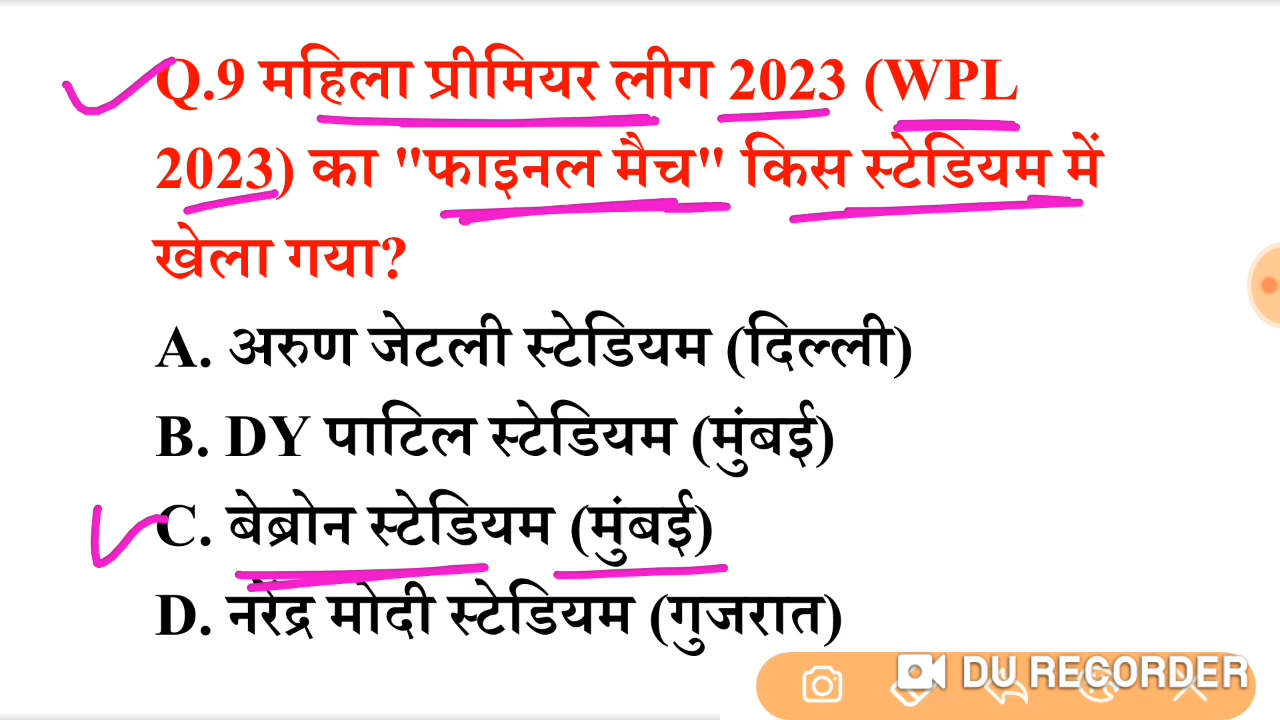 Q.9 महिला प्रीमियर लीग 2023 (WPL
2023) का "फाइनल मैच" किस स्टेडियम में
खेला गया?
A. अरुण जेटली स्टेडियम (दिल्ली)
B. DY पाटिल स्टेडियम (मुंबई)
C. बेब्रोन स्टेडियम (मुंबई)
D. नरेंद्र मोदी स्टेडियम (गुजरात)
DU RECORDER